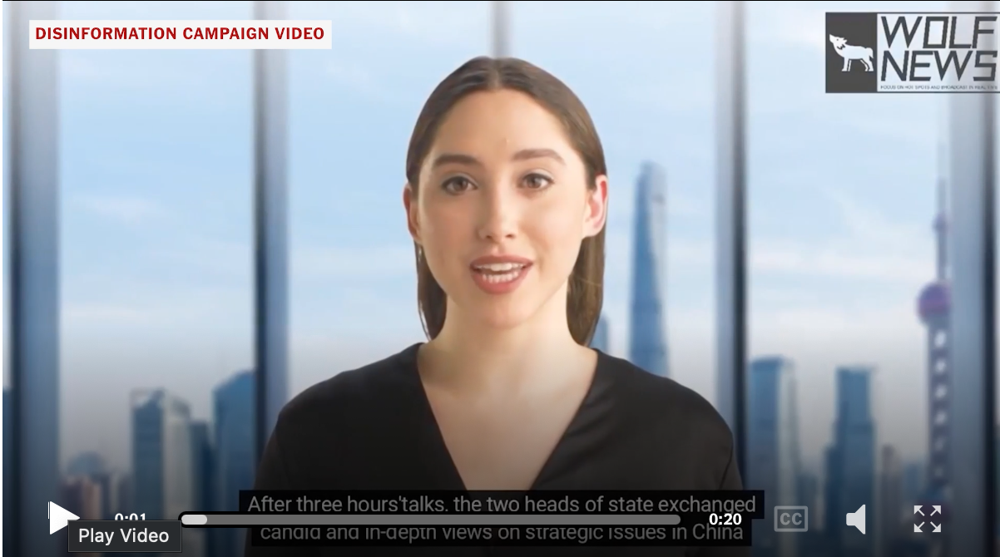 DISINFORMATION CAMPAIGN VIDEO
WOLF
NEWS
FOCUS ON HOT SPOTS AND BROADCAST IN REAL TIME
After three hours'talks. the two heads of state exchanged
0:01
0:20
CC
candid and in-depth views on strategic issues in China
Play Video